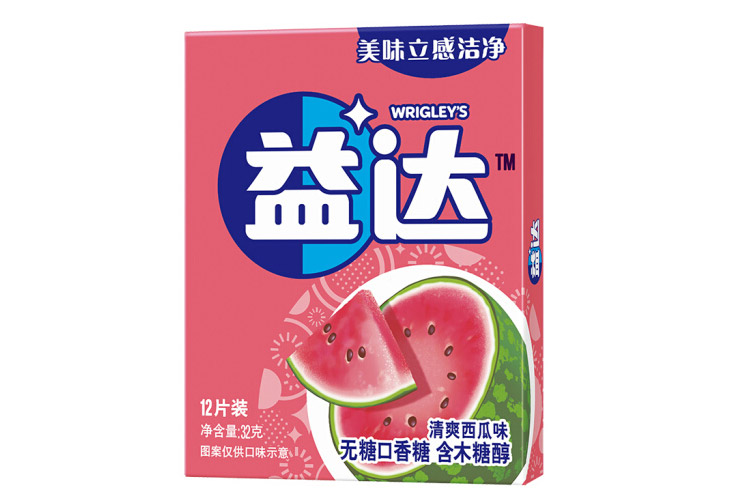 美味立感洁净
WRIGLEY'S
益达
TM
益达
清爽西瓜味
无糖口香糖 含木糖醇
12片装
净含量:32克
图案仅供口味示意